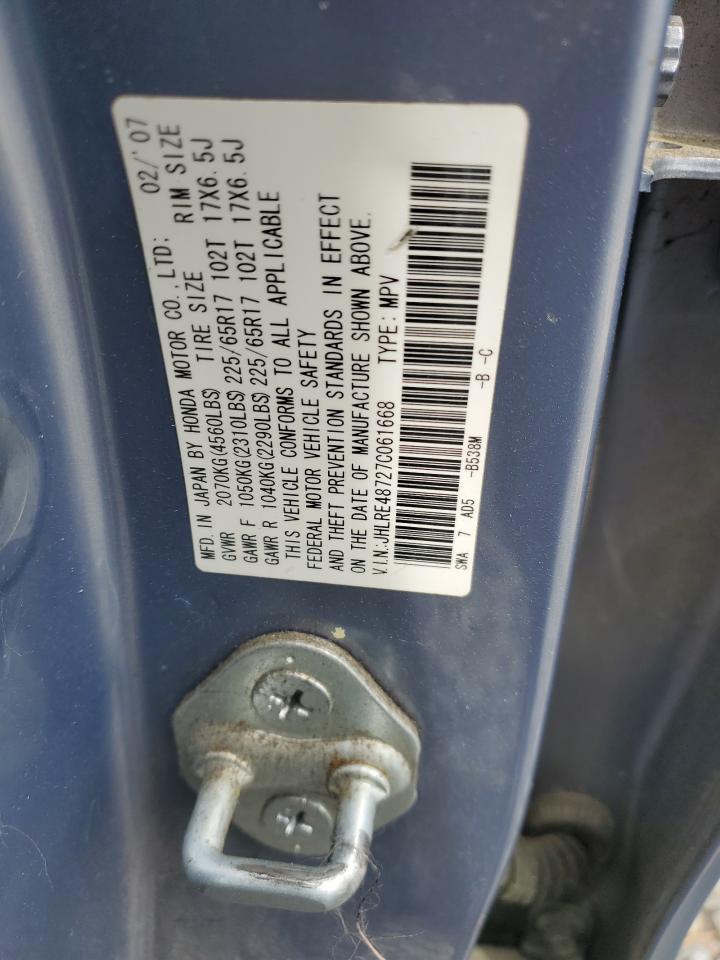 MFD. IN JAPAN BY HONDA MOTOR CO., LTD: 02/'07
GVWR 2070KG(4560LBS) TIRE SIZE RIM SIZE
GAWR F 1050KG(2310LBS) 225/65R17 102T 17X6.5J
GAWR R 1040KG(2290LBS) 225/65R17 102T 17X6.5J
THIS VEHICLE CONFORMS TO ALL APPLICABLE
FEDERAL MOTOR VEHICLE SAFETY
AND THEFT PREVENTION STANDARDS IN EFFECT
ON THE DATE OF MANUFACTURE SHOWN ABOVE.
V.I.N:JHLRE48727C061668 TYPE: MPV
SWA 7 AD5 -B538M -B -C